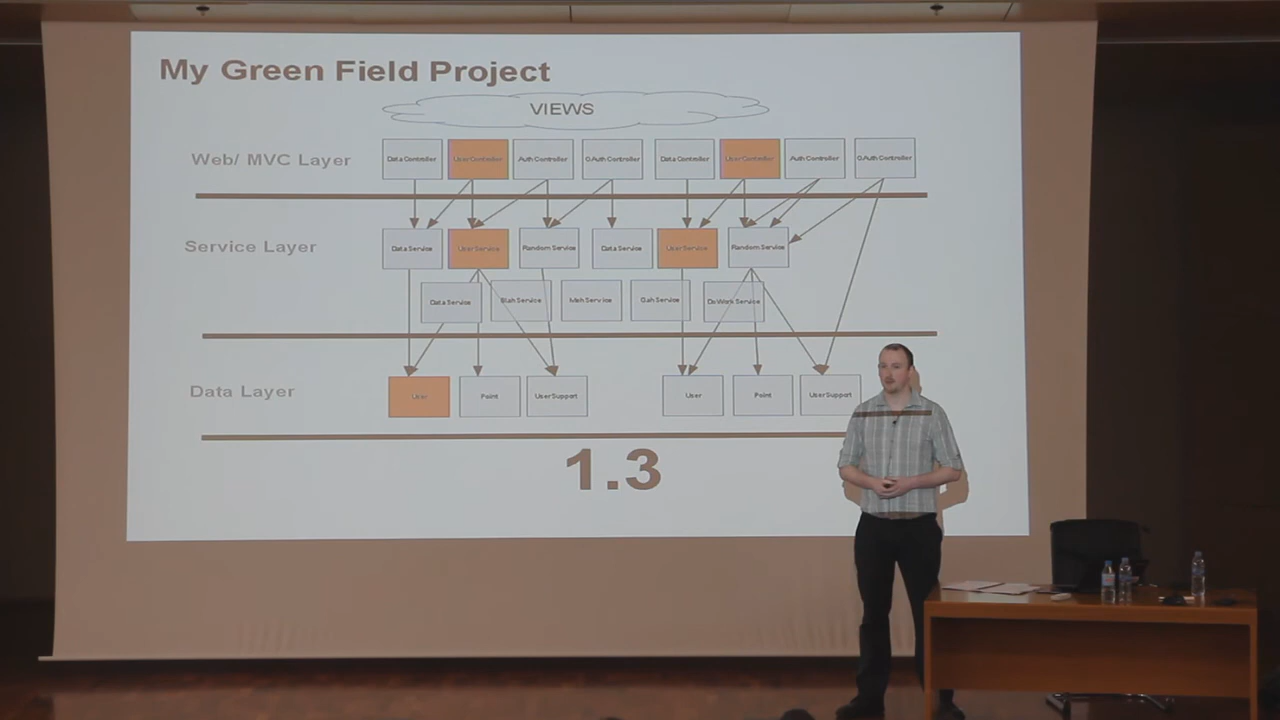 My Green Field Project
VIEWS
Web/ MVC Layer
Data Controller User Controller Auth Controller OAuth Controller Data Controller User Controller Auth Controller OAuth Controller
Service Layer
Data Service User Service Random Service Data Service User Service Random Service
Data Service Blah Service Meh Service Gah Service DoWork Service
Data Layer
User Point UserSupport User Point UserSupport
1.3